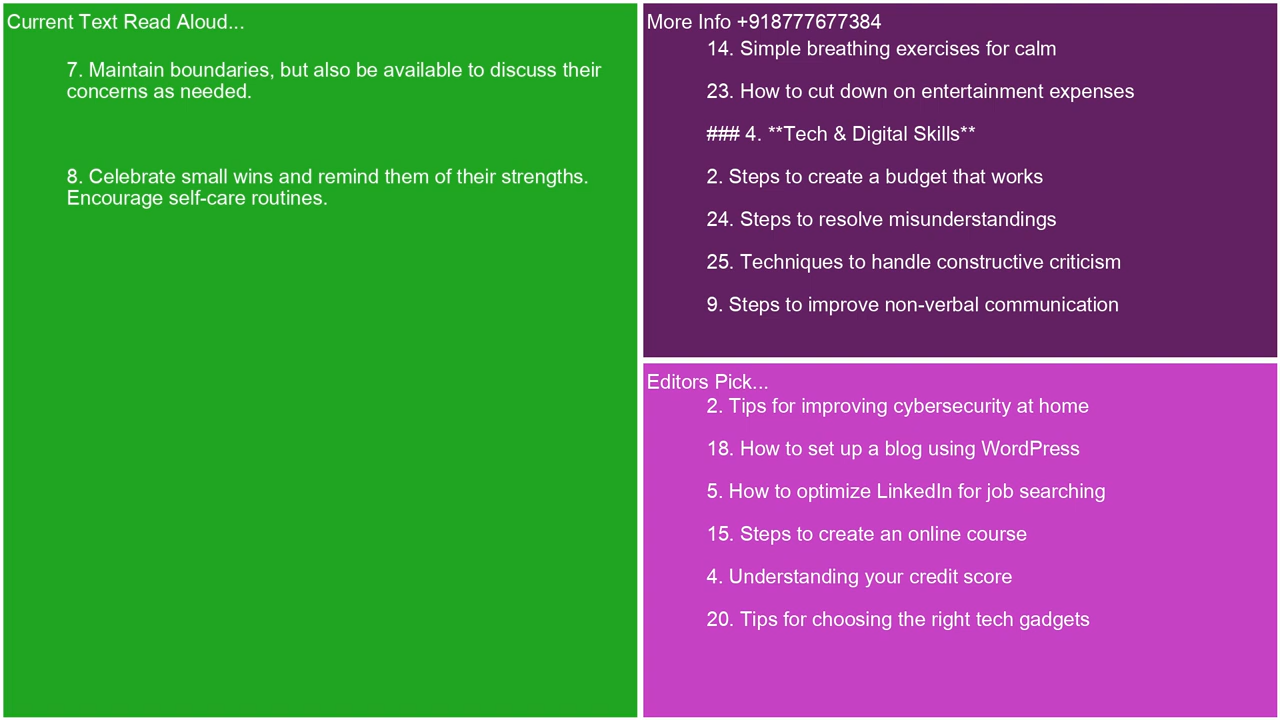 Current Text Read Aloud...
7. Maintain boundaries, but also be available to discuss their
concerns as needed.
8. Celebrate small wins and remind them of their strengths.
Encourage self-care routines.
More Info +918777677384
14. Simple breathing exercises for calm
23. How to cut down on entertainment expenses
### 4. **Tech & Digital Skills**
2. Steps to create a budget that works
24. Steps to resolve misunderstandings
25. Techniques to handle constructive criticism
9. Steps to improve non-verbal communication
Editors Pick...
2. Tips for improving cybersecurity at home
18. How to set up a blog using WordPress
5. How to optimize LinkedIn for job searching
15. Steps to create an online course
4. Understanding your credit score
20. Tips for choosing the right tech gadgets